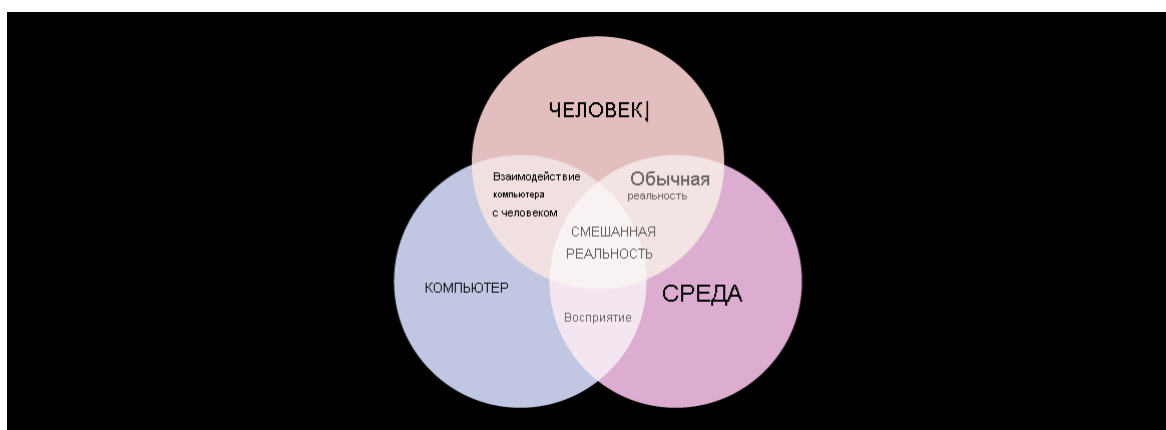 ЧЕЛОВЕК
Взаимодействие
компьютера
с человеком
Обычная
реальность
СМЕШАННАЯ
РЕАЛЬНОСТЬ
КОМПЬЮТЕР
СРЕДА
Восприятие